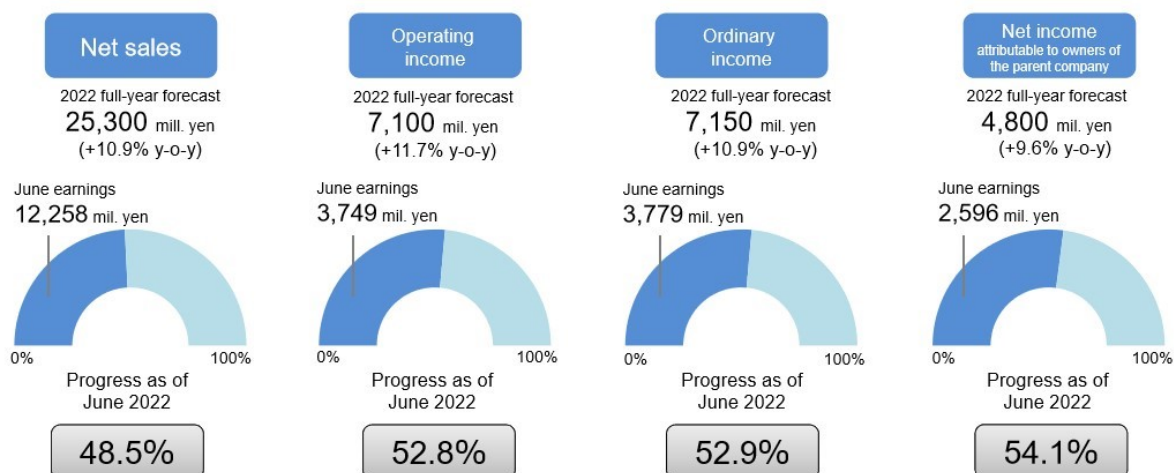 Net sales
2022 full-year forecast
25,300 mill. yen
(+10.9% y-o-y)
June earnings
12,258 mil. yen
0%
100%
Progress as of
June 2022
48.5%
Operating
income
2022 full-year forecast
7,100 mil. yen
(+11.7% y-o-y)
June earnings
3,749 mil. yen
0%
100%
Progress as of
June 2022
52.8%
Ordinary
income
2022 full-year forecast
7,150 mil. yen
(+10.9% y-o-y)
June earnings
3,779 mil. yen
0%
100%
Progress as of
June 2022
52.9%
Net income
attributable to owners of
the parent company
2022 full-year forecast
4,800 mil. yen
(+9.6% y-o-y)
June earnings
2,596 mil. yen
0%
100%
Progress as of
June 2022
54.1%